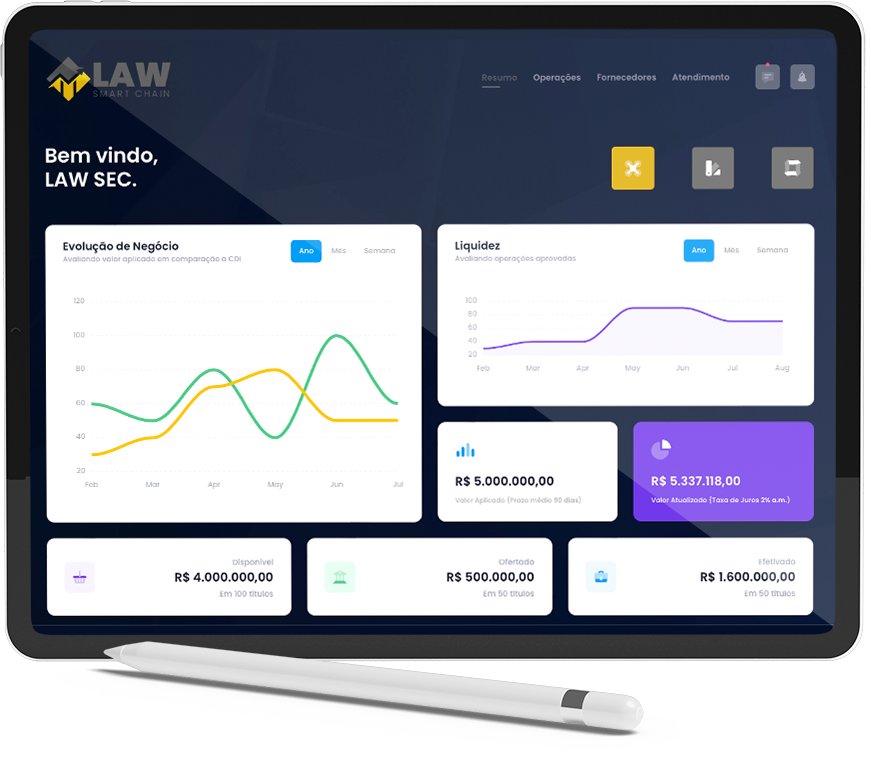 LAW
SMART CHAIN
Resumo Operações Fornecedores Atendimento
Bem vindo,
LAW SEC.
Evolução de Negócio
Avaliando valor aplicado em comparação a CDI
Ano Mês Semana
120
100
80
60
40
20
Feb Mar Apr May Jun Jul
Liquidez
Avaliando operações aprovadas
Ano Mês Semana
100
80
60
40
20
Feb Mar Apr May Jun Jul Aug
R$ 5.000.000,00
Valor Aplicado (Prazo médio 90 dias)
R$ 5.337.118,00
Valor Atualizado (Taxa de Juros 2% a.m.)
Disponível
R$ 4.000.000,00
Em 100 títulos
Ofertado
R$ 500.000,00
Em 50 títulos
Efetivado
R$ 1.600.000,00
Em 50 títulos